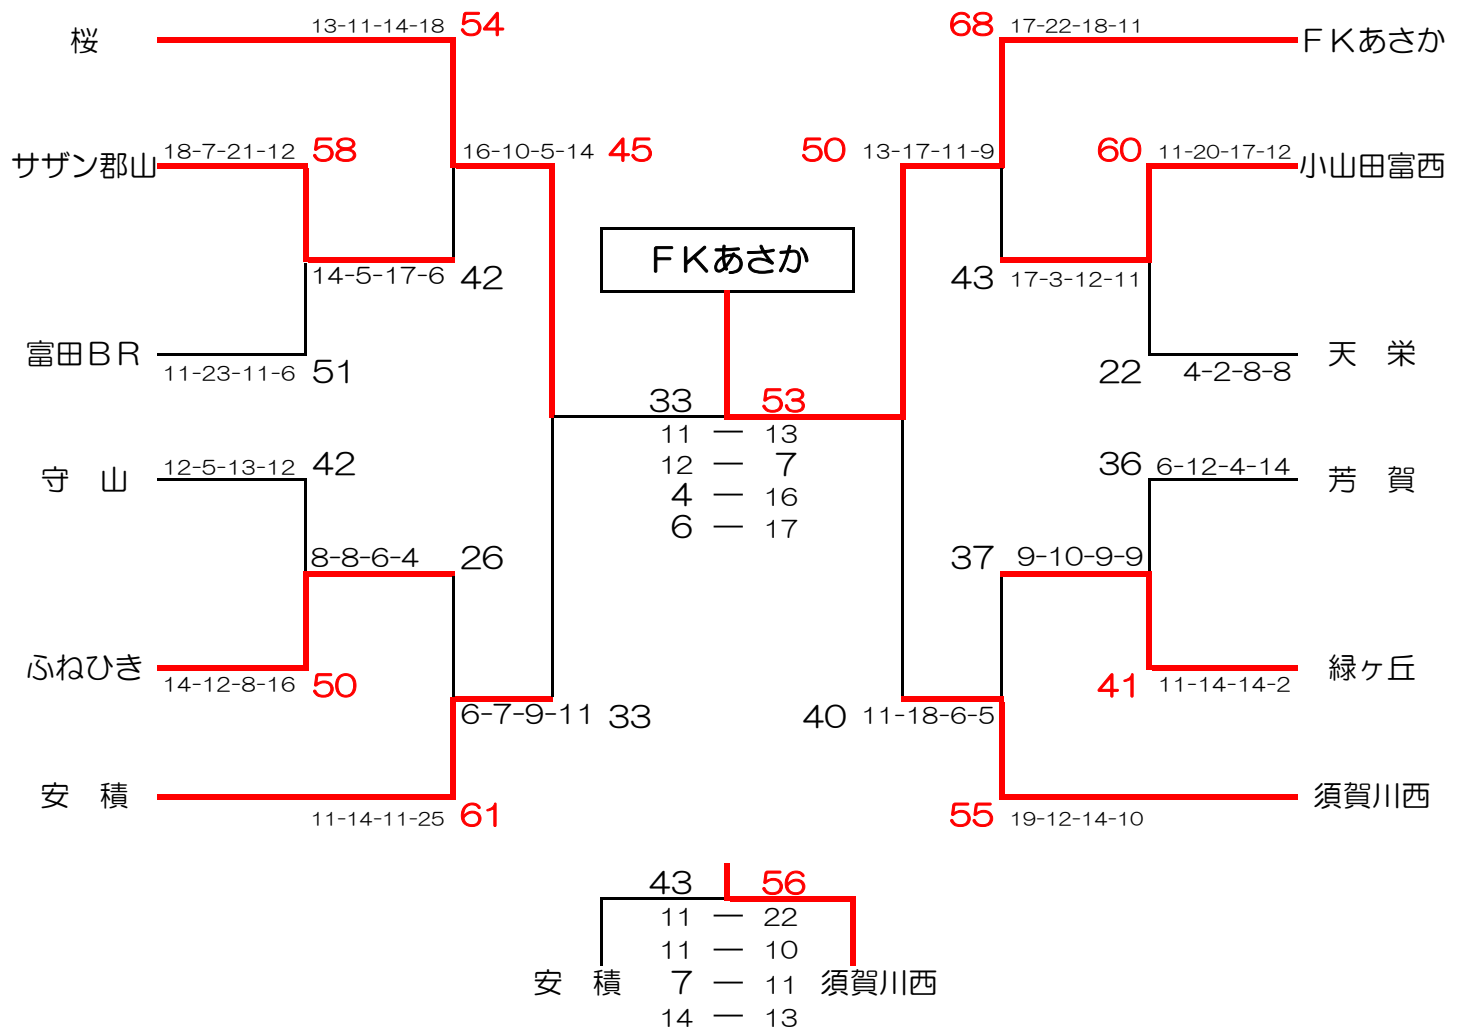 13-11-14-18 54
桜
68 17-22-18-11
ＦＫあさか
18-7-21-12 58
サザン郡山
16-10-5-14 45
50 13-17-11-9
60 11-20-17-12
小山田富西
ＦＫあさか
14-5-17-6 42
43 17-3-12-11
富田ＢＲ
11-23-11-6 51
22 4-2-8-8
天　栄
33 53
11 — 13
12 — 7
4 — 16
6 — 17
守　山
12-5-13-12 42
36 6-12-4-14
芳　賀
8-8-6-4 26
37 9-10-9-9
ふねひき
14-12-8-16 50
41 11-14-14-2
緑ヶ丘
6-7-9-11 33
40 11-18-6-5
安　積
11-14-11-25 61
55 19-12-14-10
須賀川西
43 56
11 — 22
11 — 10
安　積 7 — 11 須賀川西
14 — 13